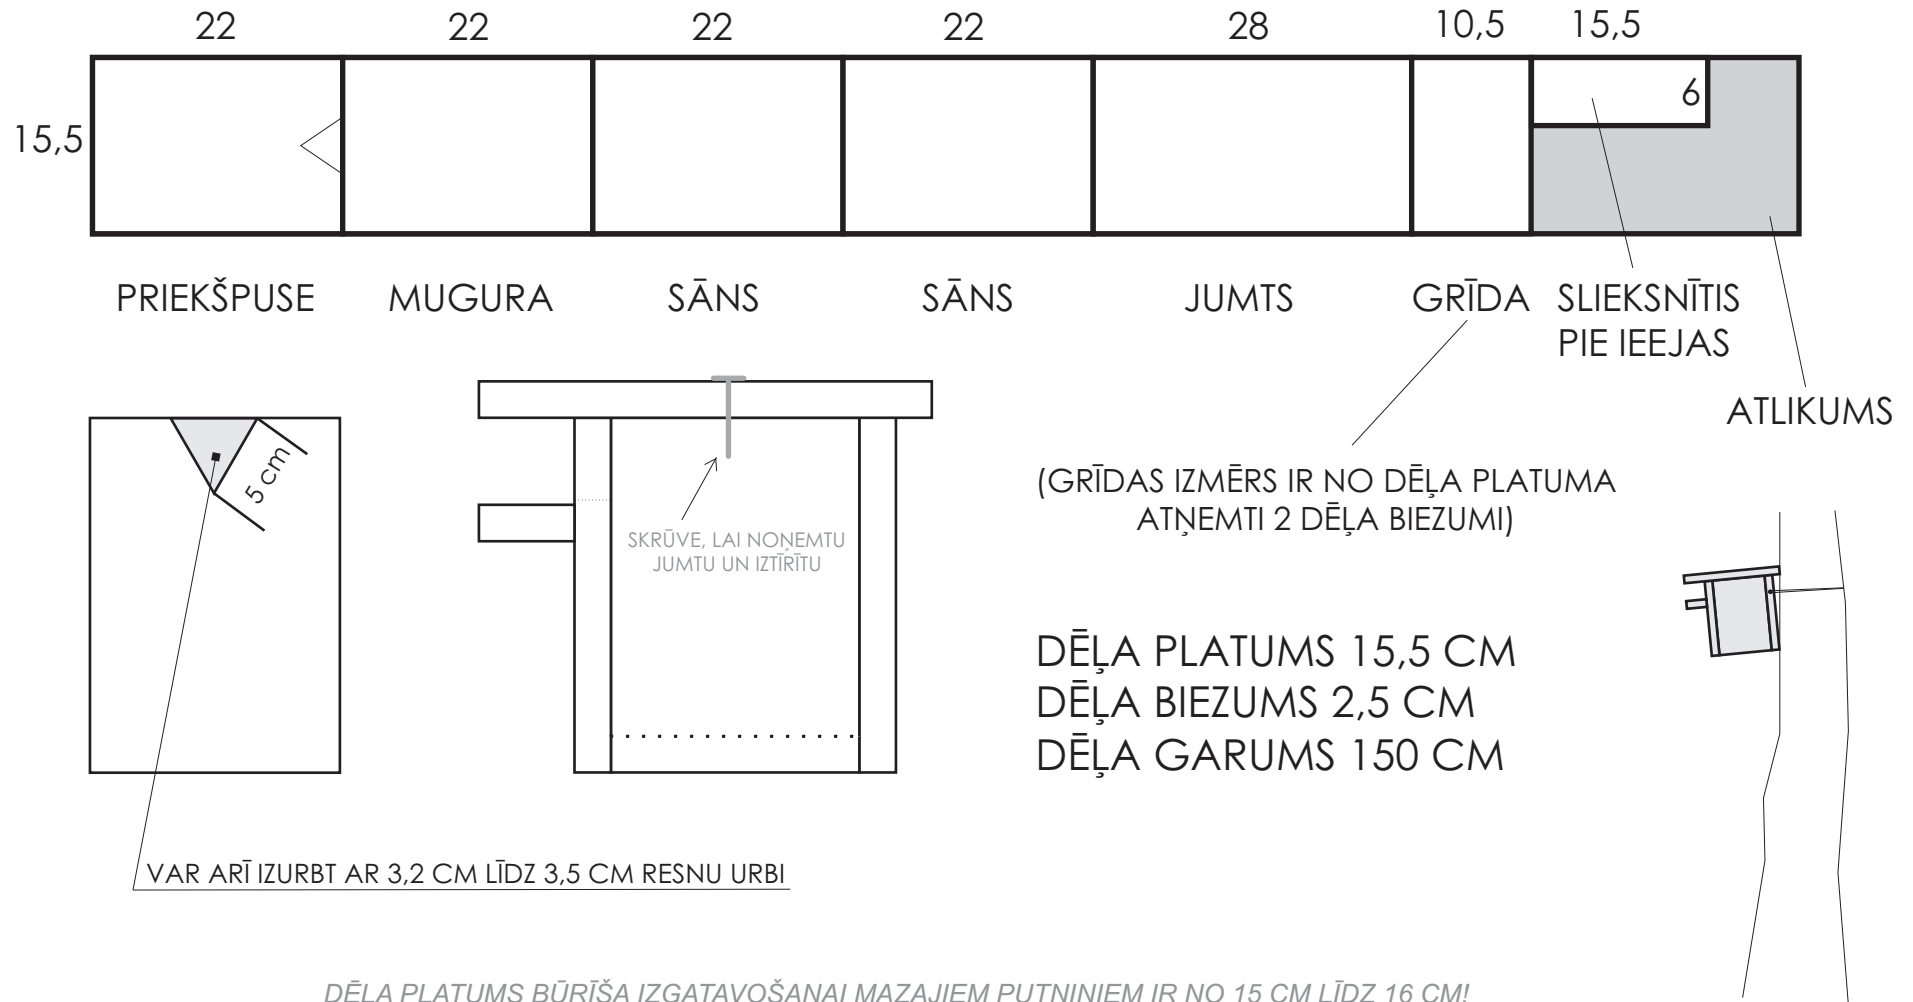 22 22 22 22 28 10,5 15,5
6
15,5
PRIEKŠPUSE MUGURA SĀNS SĀNS JUMTS GRĪDA SLIEKSNĪTIS
PIE IEEJAS
ATLIKUMS
5 cm
SKRŪVE, LAI NOŅEMTU
JUMTU UN IZTĪRĪTU
(GRĪDAS IZMĒRS IR NO DĒĻA PLATUMA
ATŅEMTI 2 DĒĻA BIEZUMI)
DĒĻA PLATUMS 15,5 CM
DĒĻA BIEZUMS 2,5 CM
DĒĻA GARUMS 150 CM
VAR ARĪ IZURBT AR 3,2 CM LĪDZ 3,5 CM RESNU URBI
DĒĻA PLATUMS BŪRĪŠA IZGATAVOŠANAI MAZAJIEM PUTNIŅIEM IR NO 15 CM LĪDZ 16 CM!